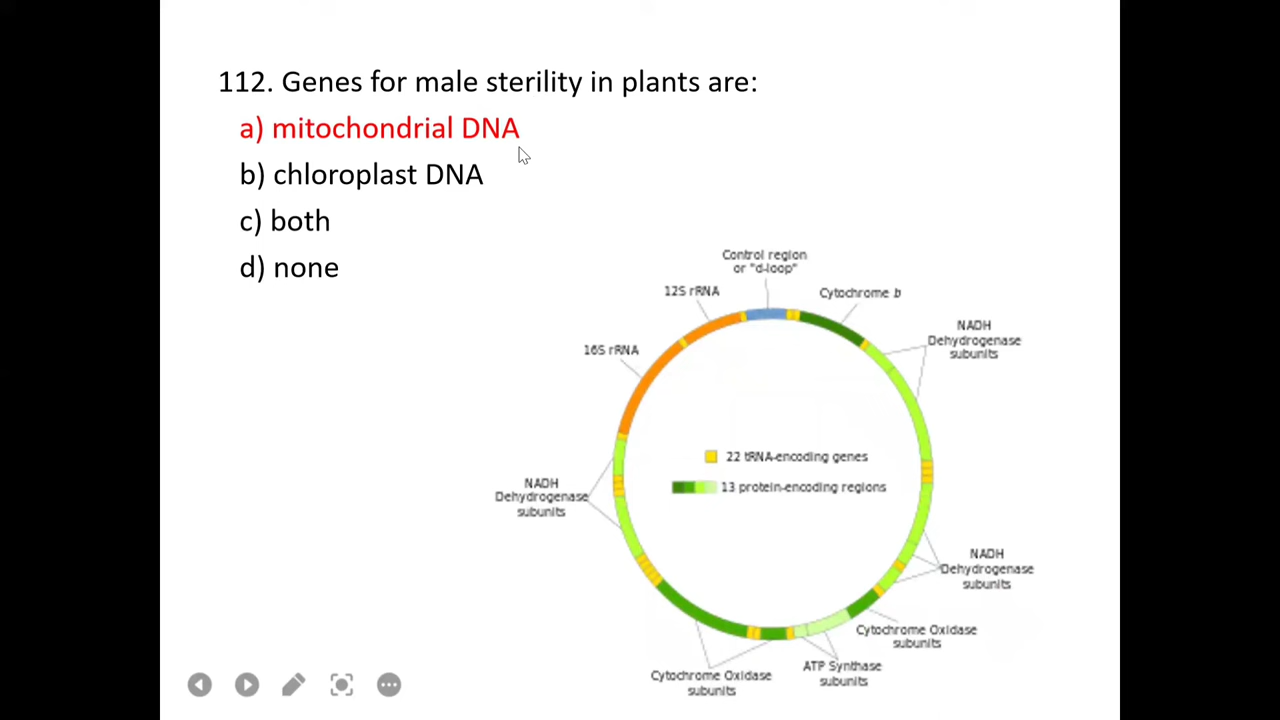 112. Genes for male sterility in plants are:
a) mitochondrial DNA
b) chloroplast DNA
c) both
d) none
Control region
or "d-loop"
12S rRNA
Cytochrome b
NADH
Dehydrogenase
subunits
16S rRNA
22 tRNA-encoding genes
13 protein-encoding regions
NADH
Dehydrogenase
subunits
NADH
Dehydrogenase
subunits
Cytochrome Oxidase
subunits
ATP Synthase
subunits
Cytochrome Oxidase
subunits